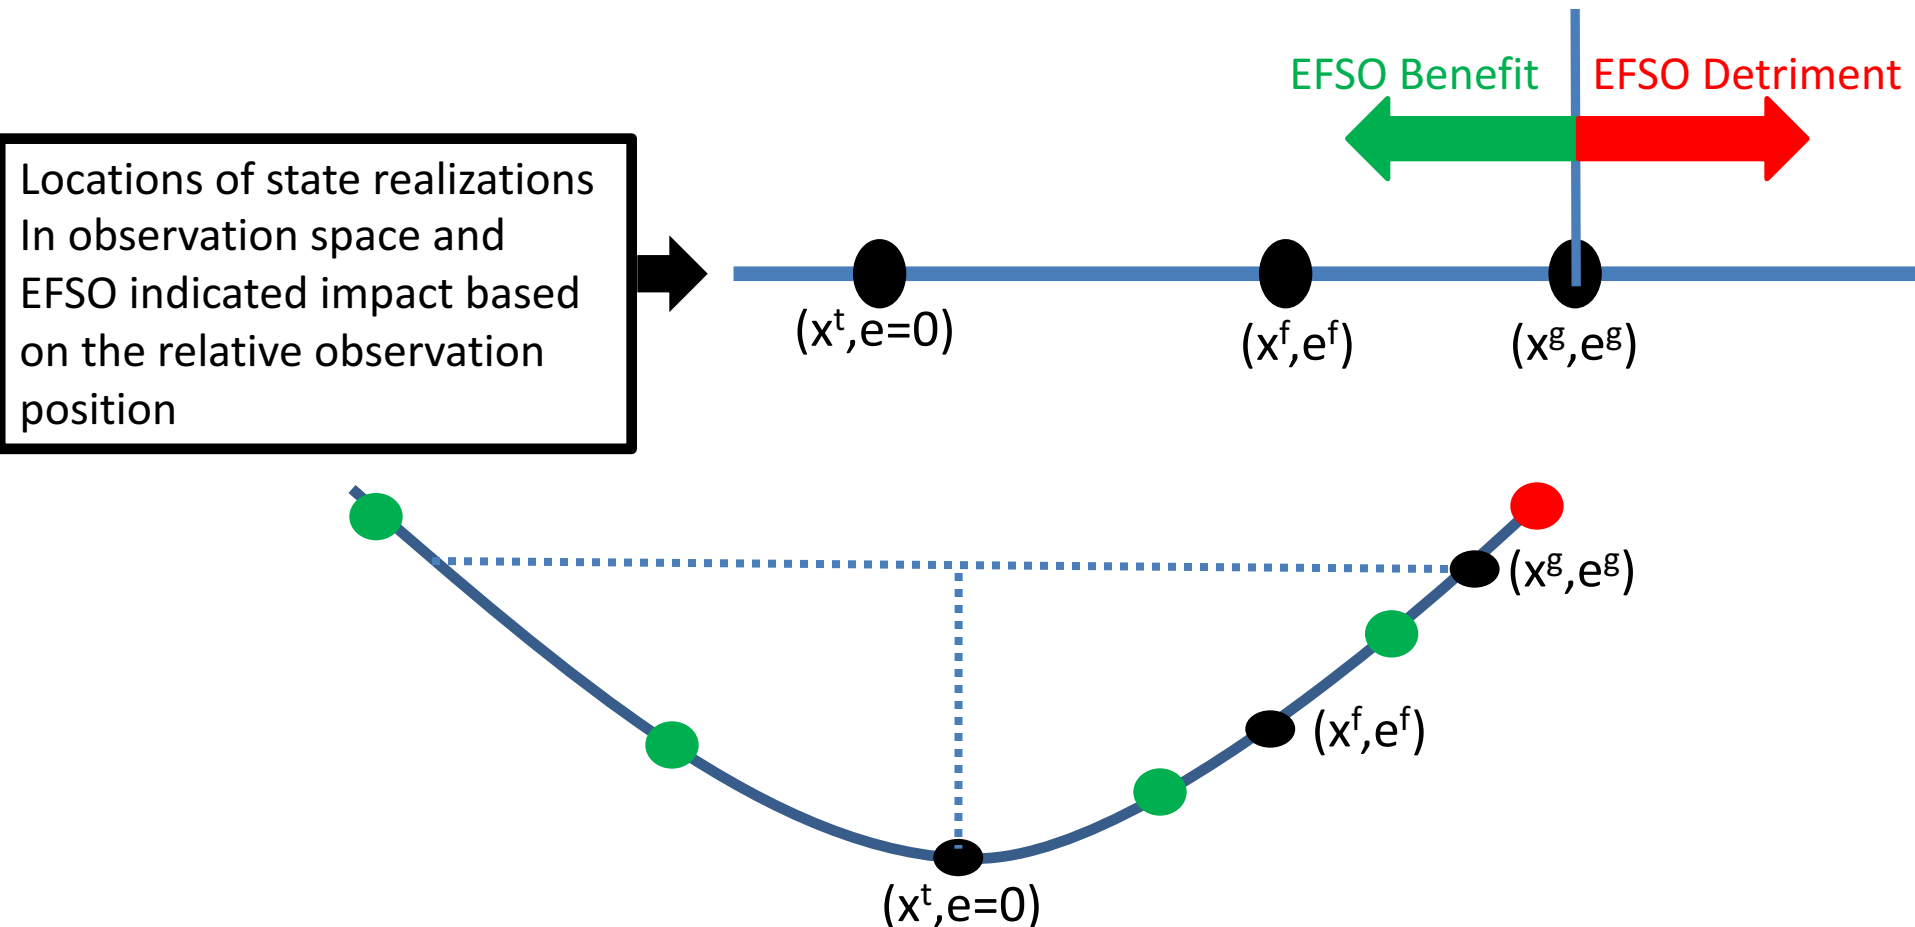 EFSO Benefit EFSO Detriment
Locations of state realizations
In observation space and
EFSO indicated impact based
on the relative observation
position
(xᵗ,e=0) (xᶠ,eᶠ) (xᵍ,eᵍ)
(xᵍ,eᵍ)
(xᶠ,eᶠ)
(xᵗ,e=0)